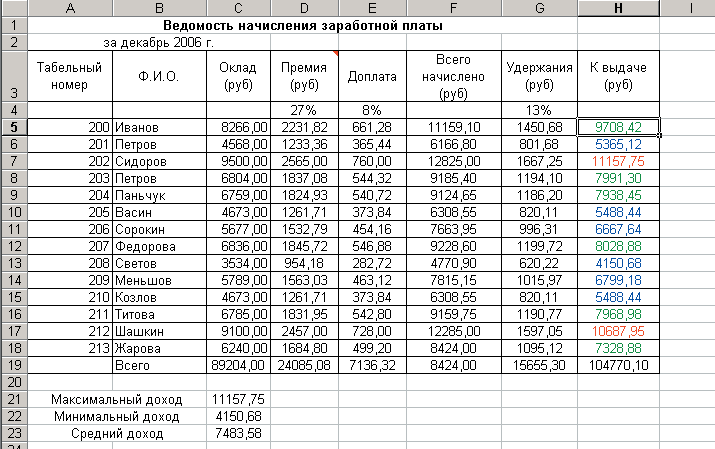 A B C D E F G H I
1 Ведомость начисления заработной платы
2 за декабрь 2006 г.
3 Табельный номер Ф.И.О. Оклад (руб) Премия (руб) Доплата Всего начислено (руб) Удержания (руб) К выдаче (руб)
4 27% 8% 13%
5 200 Иванов 8266,00 2231,82 661,28 11159,10 1450,68 9708,42
6 201 Петров 4568,00 1233,36 365,44 6166,80 801,68 5365,12
7 202 Сидоров 9500,00 2565,00 760,00 12825,00 1667,25 11157,75
8 203 Петров 6804,00 1837,08 544,32 9185,40 1194,10 7991,30
9 204 Паньчук 6759,00 1824,93 540,72 9124,65 1186,20 7938,45
10 205 Васин 4673,00 1261,71 373,84 6308,55 820,11 5488,44
11 206 Сорокин 5677,00 1532,79 454,16 7663,95 996,31 6667,64
12 207 Федорова 6836,00 1845,72 546,88 9228,60 1199,72 8028,88
13 208 Светов 3534,00 954,18 282,72 4770,90 620,22 4150,68
14 209 Меньшов 5789,00 1563,03 463,12 7815,15 1015,97 6799,18
15 210 Козлов 4673,00 1261,71 373,84 6308,55 820,11 5488,44
16 211 Титова 6785,00 1831,95 542,80 9159,75 1190,77 7968,98
17 212 Шашкин 9100,00 2457,00 728,00 12285,00 1597,05 10687,95
18 213 Жарова 6240,00 1684,80 499,20 8424,00 1095,12 7328,88
19 Всего 89204,00 24085,08 7136,32 8424,00 15655,30 104770,10
20
21 Максимальный доход 11157,75
22 Минимальный доход 4150,68
23 Средний доход 7483,58